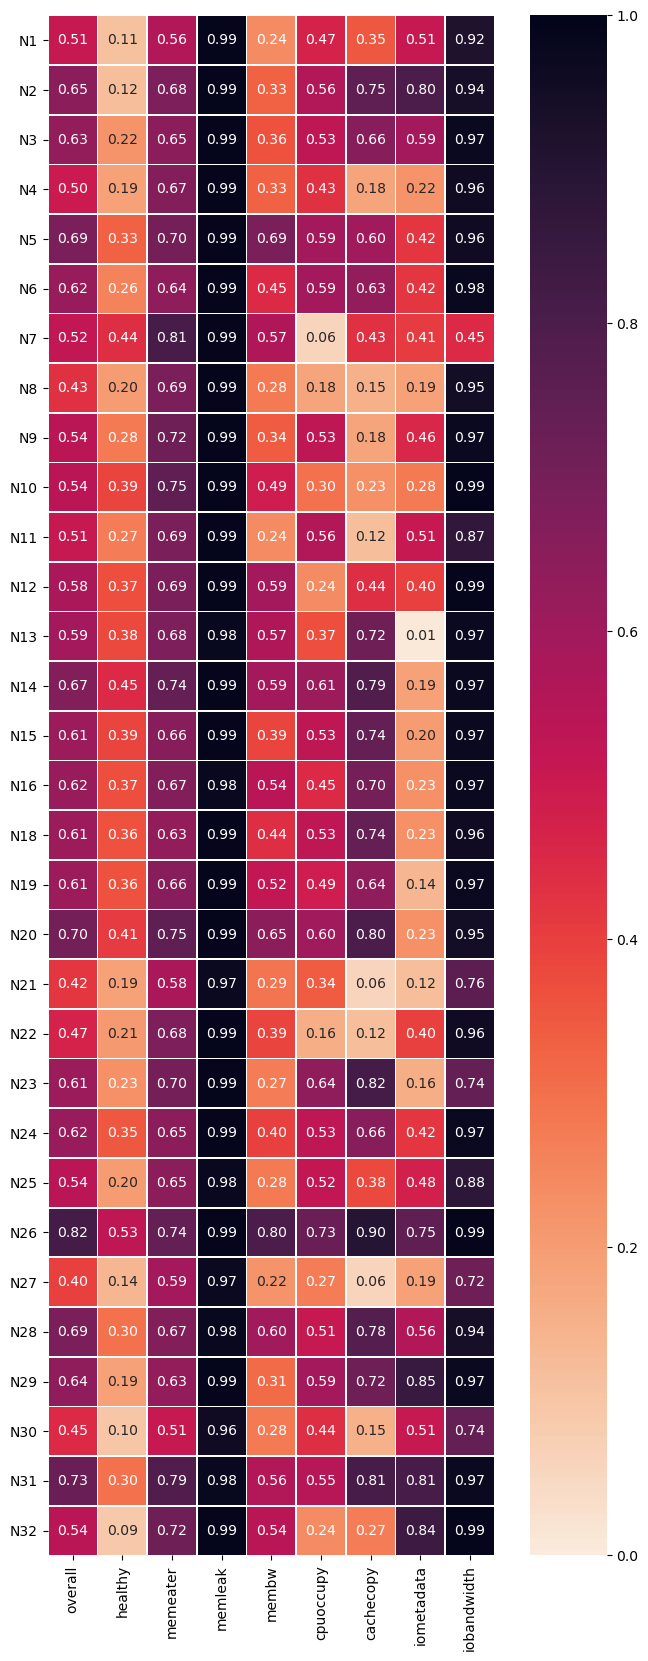 N1 0.51 0.11 0.56 0.99 0.24 0.47 0.35 0.51 0.92
N2 0.65 0.12 0.68 0.99 0.33 0.56 0.75 0.80 0.94
N3 0.63 0.22 0.65 0.99 0.36 0.53 0.66 0.59 0.97
N4 0.50 0.19 0.67 0.99 0.33 0.43 0.18 0.22 0.96
N5 0.69 0.33 0.70 0.99 0.69 0.59 0.60 0.42 0.96
N6 0.62 0.26 0.64 0.99 0.45 0.59 0.63 0.42 0.98
N7 0.52 0.44 0.81 0.99 0.57 0.06 0.43 0.41 0.45
N8 0.43 0.20 0.69 0.99 0.28 0.18 0.15 0.19 0.95
N9 0.54 0.28 0.72 0.99 0.34 0.53 0.18 0.46 0.97
N10 0.54 0.39 0.75 0.99 0.49 0.30 0.23 0.28 0.99
N11 0.51 0.27 0.69 0.99 0.24 0.56 0.12 0.51 0.87
N12 0.58 0.37 0.69 0.99 0.59 0.24 0.44 0.40 0.99
N13 0.59 0.38 0.68 0.98 0.57 0.37 0.72 0.01 0.97
N14 0.67 0.45 0.74 0.99 0.59 0.61 0.79 0.19 0.97
N15 0.61 0.39 0.66 0.99 0.39 0.53 0.74 0.20 0.97
N16 0.62 0.37 0.67 0.98 0.54 0.45 0.70 0.23 0.97
N18 0.61 0.36 0.63 0.99 0.44 0.53 0.74 0.23 0.96
N19 0.61 0.36 0.66 0.99 0.52 0.49 0.64 0.14 0.97
N20 0.70 0.41 0.75 0.99 0.65 0.60 0.80 0.23 0.95
N21 0.42 0.19 0.58 0.97 0.29 0.34 0.06 0.12 0.76
N22 0.47 0.21 0.68 0.99 0.39 0.16 0.12 0.40 0.96
N23 0.61 0.23 0.70 0.99 0.27 0.64 0.82 0.16 0.74
N24 0.62 0.35 0.65 0.99 0.40 0.53 0.66 0.42 0.97
N25 0.54 0.20 0.65 0.98 0.28 0.52 0.38 0.48 0.88
N26 0.82 0.53 0.74 0.99 0.80 0.73 0.90 0.75 0.99
N27 0.40 0.14 0.59 0.97 0.22 0.27 0.06 0.19 0.72
N28 0.69 0.30 0.67 0.98 0.60 0.51 0.78 0.56 0.94
N29 0.64 0.19 0.63 0.99 0.31 0.59 0.72 0.85 0.97
N30 0.45 0.10 0.51 0.96 0.28 0.44 0.15 0.51 0.74
N31 0.73 0.30 0.79 0.98 0.56 0.55 0.81 0.81 0.97
N32 0.54 0.09 0.72 0.99 0.54 0.24 0.27 0.84 0.99
overall healthy memeater memleak membw cpuoccupy cachecopy iometadata iobandwidth
1.0
0.8
0.6
0.4
0.2
0.0